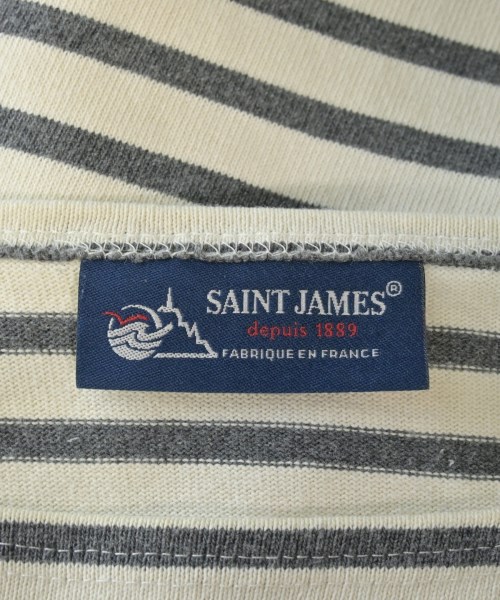 SAINT JAMES®
depuis 1889
FABRIQUE EN FRANCE